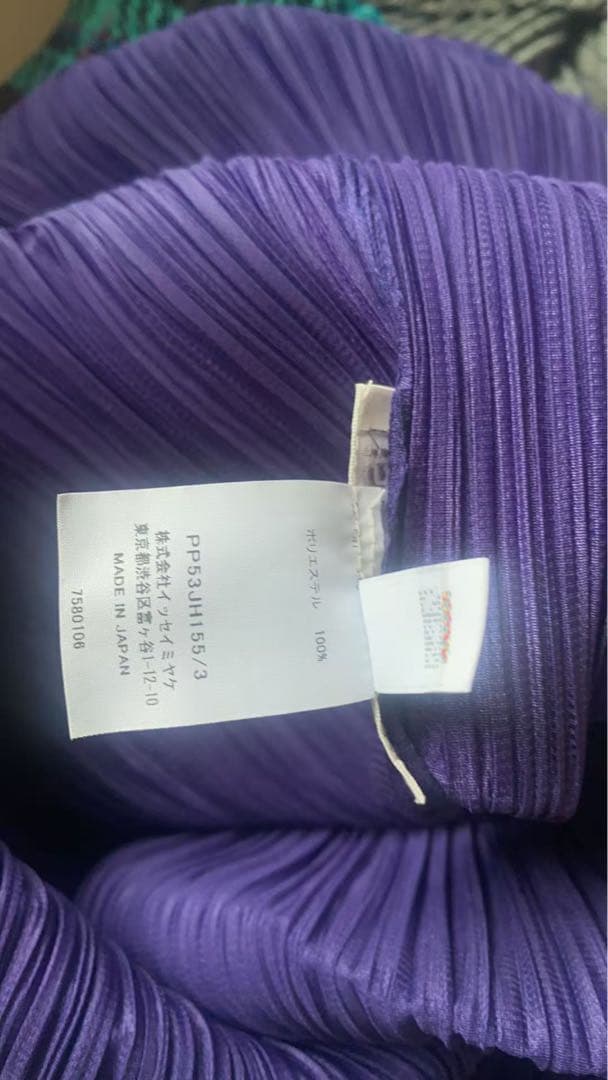 ポリエステル 100%
PP53JH155/3
株式会社イッセイミヤケ
東京都渋谷区富ヶ谷1-12-10
MADE IN JAPAN
7580106